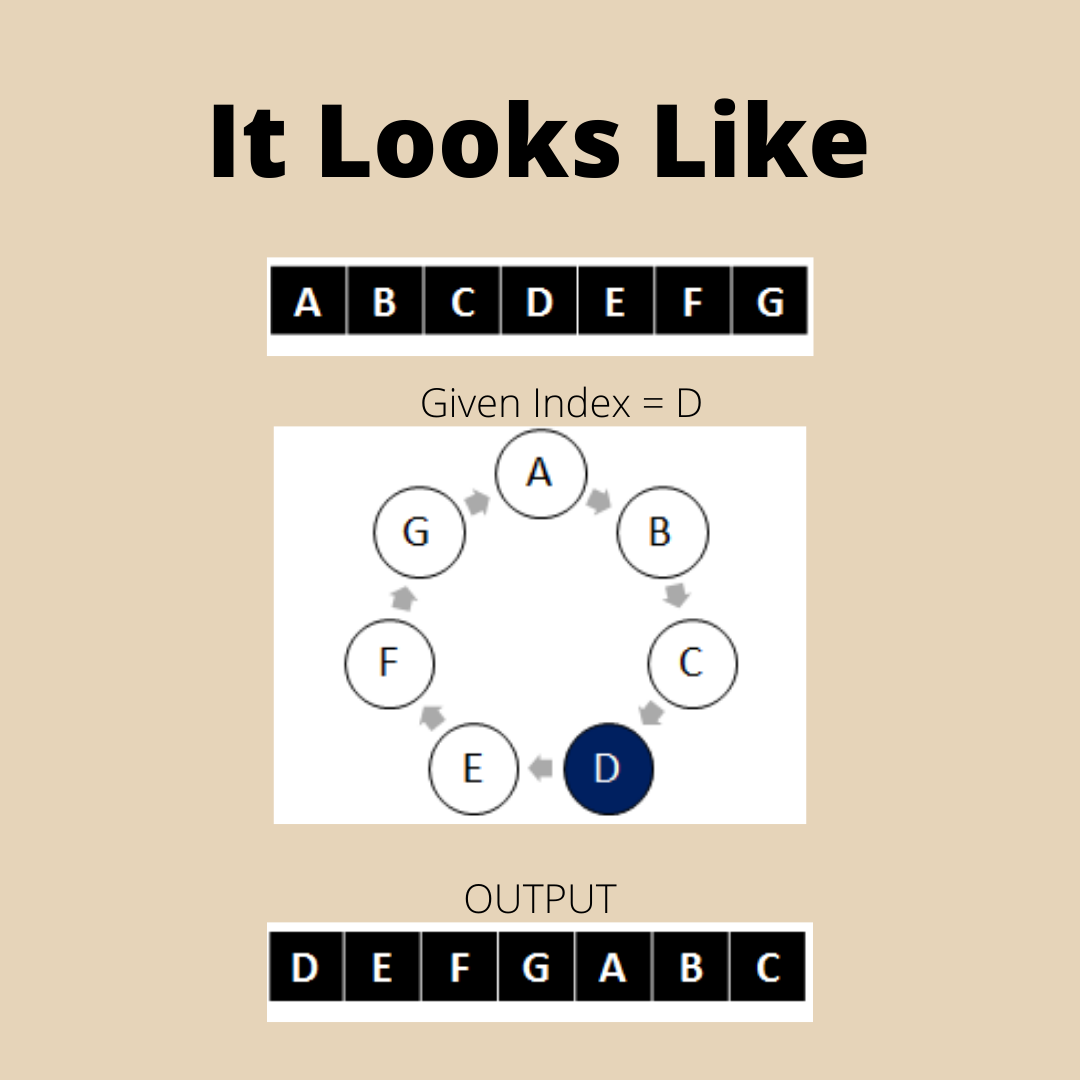 It Looks Like
A B C D E F G
Given Index = D
A
G B
F C
E D
OUTPUT
D E F G A B C